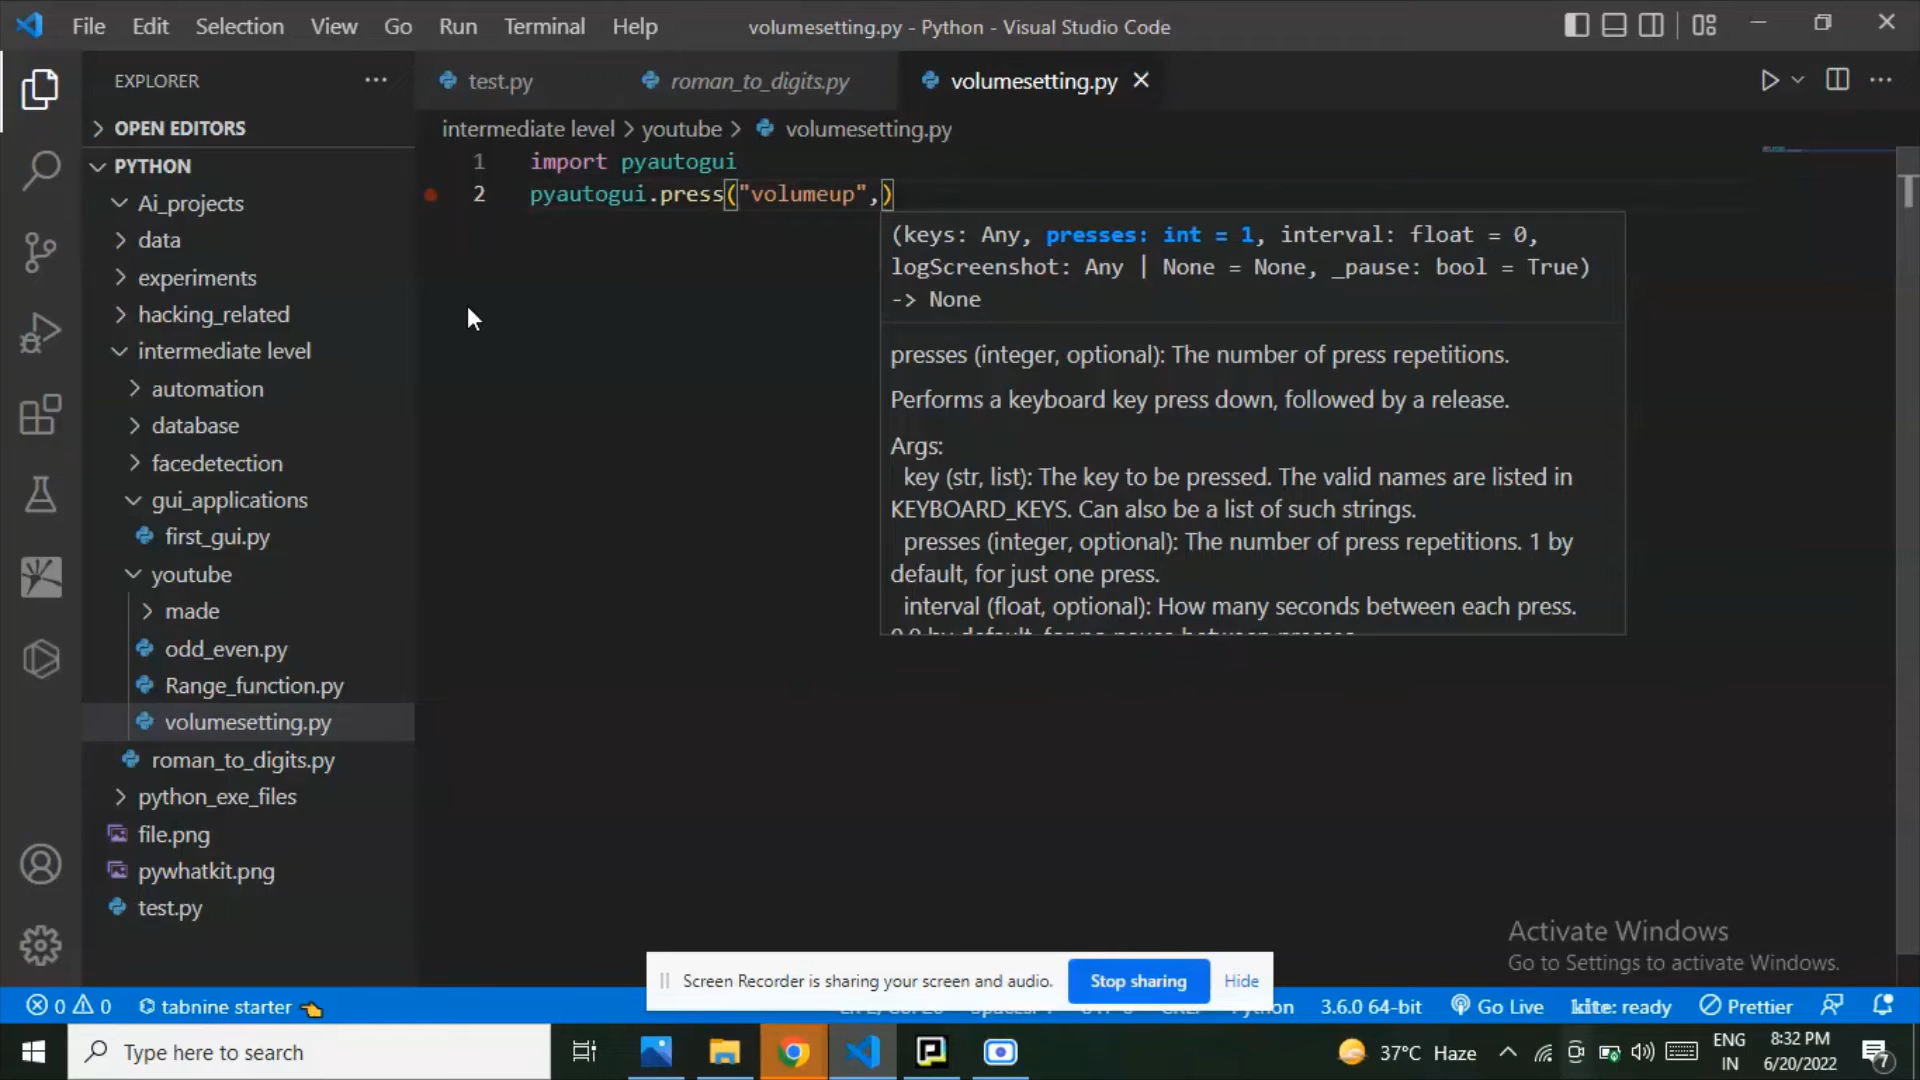 File Edit Selection View Go Run Terminal Help
volumesetting.py - Python - Visual Studio Code
EXPLORER
OPEN EDITORS
PYTHON
Ai_projects
data
experiments
hacking_related
intermediate level
automation
database
facedetection
gui_applications
first_gui.py
youtube
made
odd_even.py
Range_function.py
volumesetting.py
roman_to_digits.py
python_exe_files
file.png
pywhatkit.png
test.py
test.py roman_to_digits.py volumesetting.py
intermediate level > youtube > volumesetting.py
1 import pyautogui
2 pyautogui.press("volumeup",)
(keys: Any, presses: int = 1, interval: float = 0,
logScreenshot: Any | None = None, _pause: bool = True)
-> None
presses (integer, optional): The number of press repetitions.
Performs a keyboard key press down, followed by a release.
Args:
key (str, list): The key to be pressed. The valid names are listed in
KEYBOARD_KEYS. Can also be a list of such strings.
presses (integer, optional): The number of press repetitions. 1 by
default, for just one press.
interval (float, optional): How many seconds between each press.
Activate Windows
Go to Settings to activate Windows.
Screen Recorder is sharing your screen and audio. Stop sharing Hide
0 0 tabnine starter 3.6.0 64-bit Go Live kite: ready Prettier
Type here to search
37°C Haze
ENG
IN
8:32 PM
6/20/2022
7